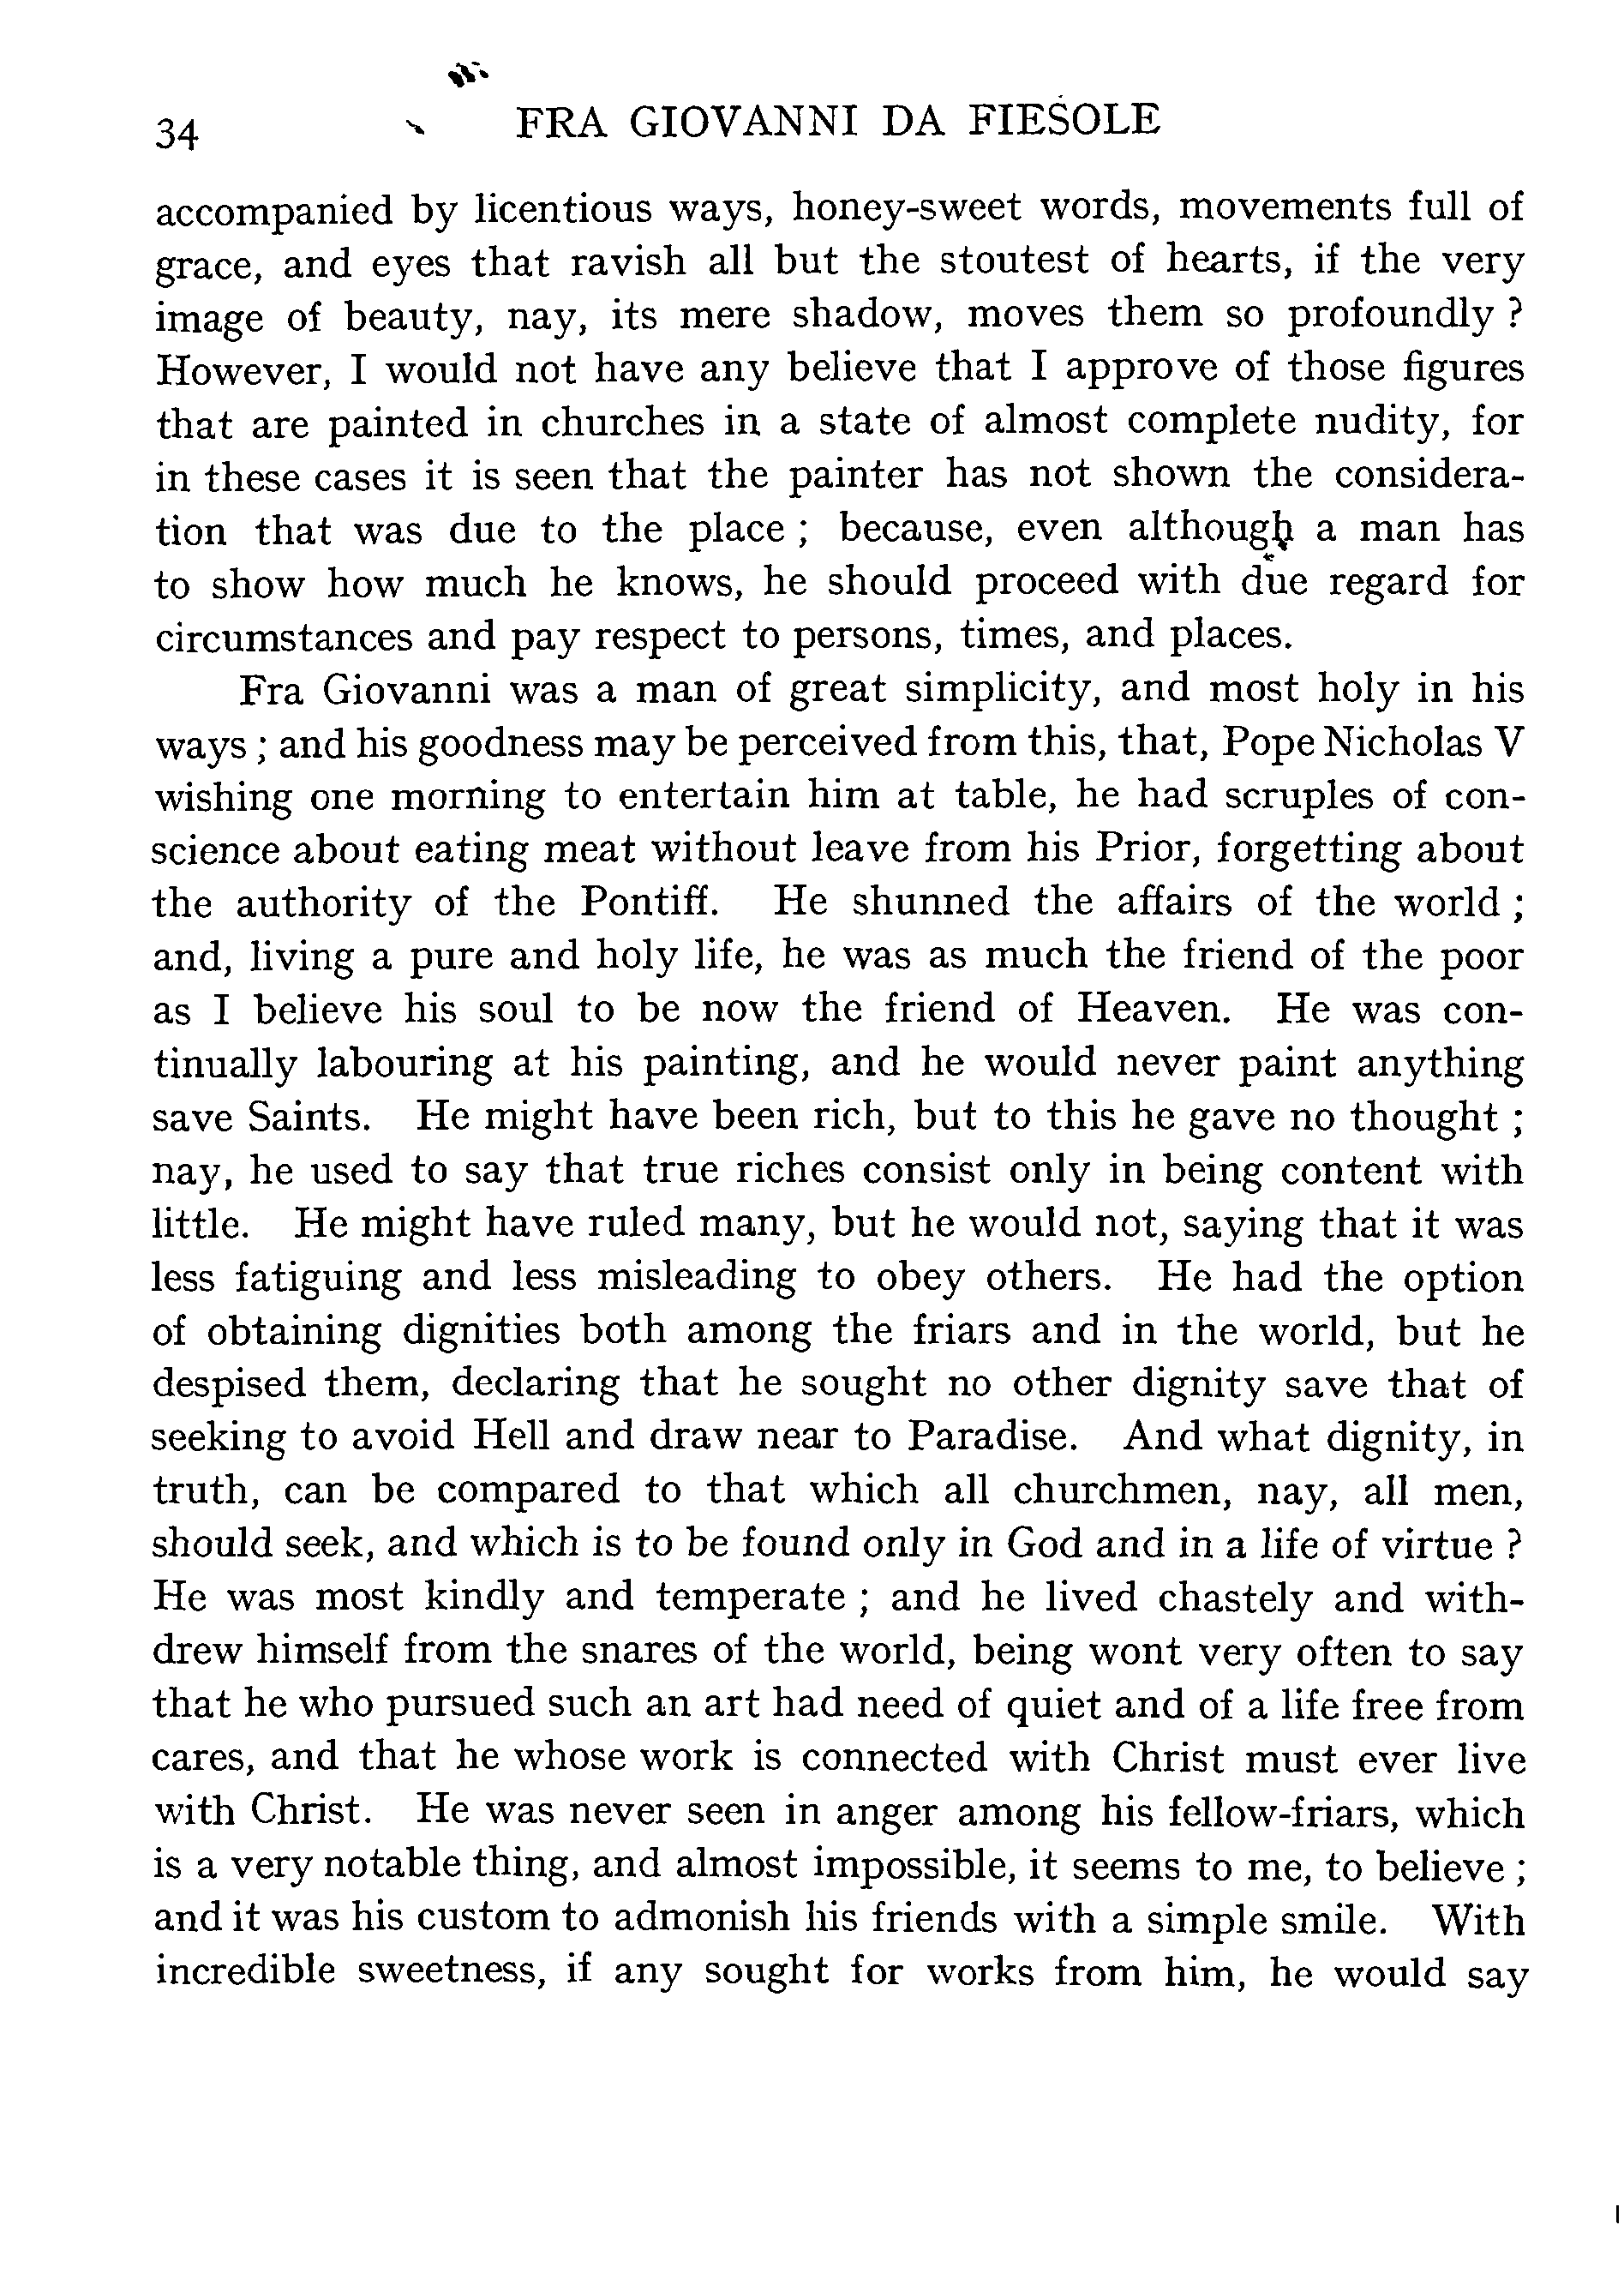 34 FRA GIOVANNI DA FIESOLE
accompanied by licentious ways, honey-sweet words, movements full of
grace, and eyes that ravish all but the stoutest of hearts, if the very
image of beauty, nay, its mere shadow, moves them so profoundly ?
However, I would not have any believe that I approve of those figures
that are painted in churches in a state of almost complete nudity, for
in these cases it is seen that the painter has not shown the considera-
tion that was due to the place ; because, even although a man has
to show how much he knows, he should proceed with due regard for
circumstances and pay respect to persons, times, and places.
Fra Giovanni was a man of great simplicity, and most holy in his
ways ; and his goodness may be perceived from this, that, Pope Nicholas V
wishing one morning to entertain him at table, he had scruples of con-
science about eating meat without leave from his Prior, forgetting about
the authority of the Pontiff. He shunned the affairs of the world ;
and, living a pure and holy life, he was as much the friend of the poor
as I believe his soul to be now the friend of Heaven. He was con-
tinually labouring at his painting, and he would never paint anything
save Saints. He might have been rich, but to this he gave no thought ;
nay, he used to say that true riches consist only in being content with
little. He might have ruled many, but he would not, saying that it was
less fatiguing and less misleading to obey others. He had the option
of obtaining dignities both among the friars and in the world, but he
despised them, declaring that he sought no other dignity save that of
seeking to avoid Hell and draw near to Paradise. And what dignity, in
truth, can be compared to that which all churchmen, nay, all men,
should seek, and which is to be found only in God and in a life of virtue ?
He was most kindly and temperate ; and he lived chastely and with-
drew himself from the snares of the world, being wont very often to say
that he who pursued such an art had need of quiet and of a life free from
cares, and that he whose work is connected with Christ must ever live
with Christ. He was never seen in anger among his fellow-friars, which
is a very notable thing, and almost impossible, it seems to me, to believe ;
and it was his custom to admonish his friends with a simple smile. With
incredible sweetness, if any sought for works from him, he would say